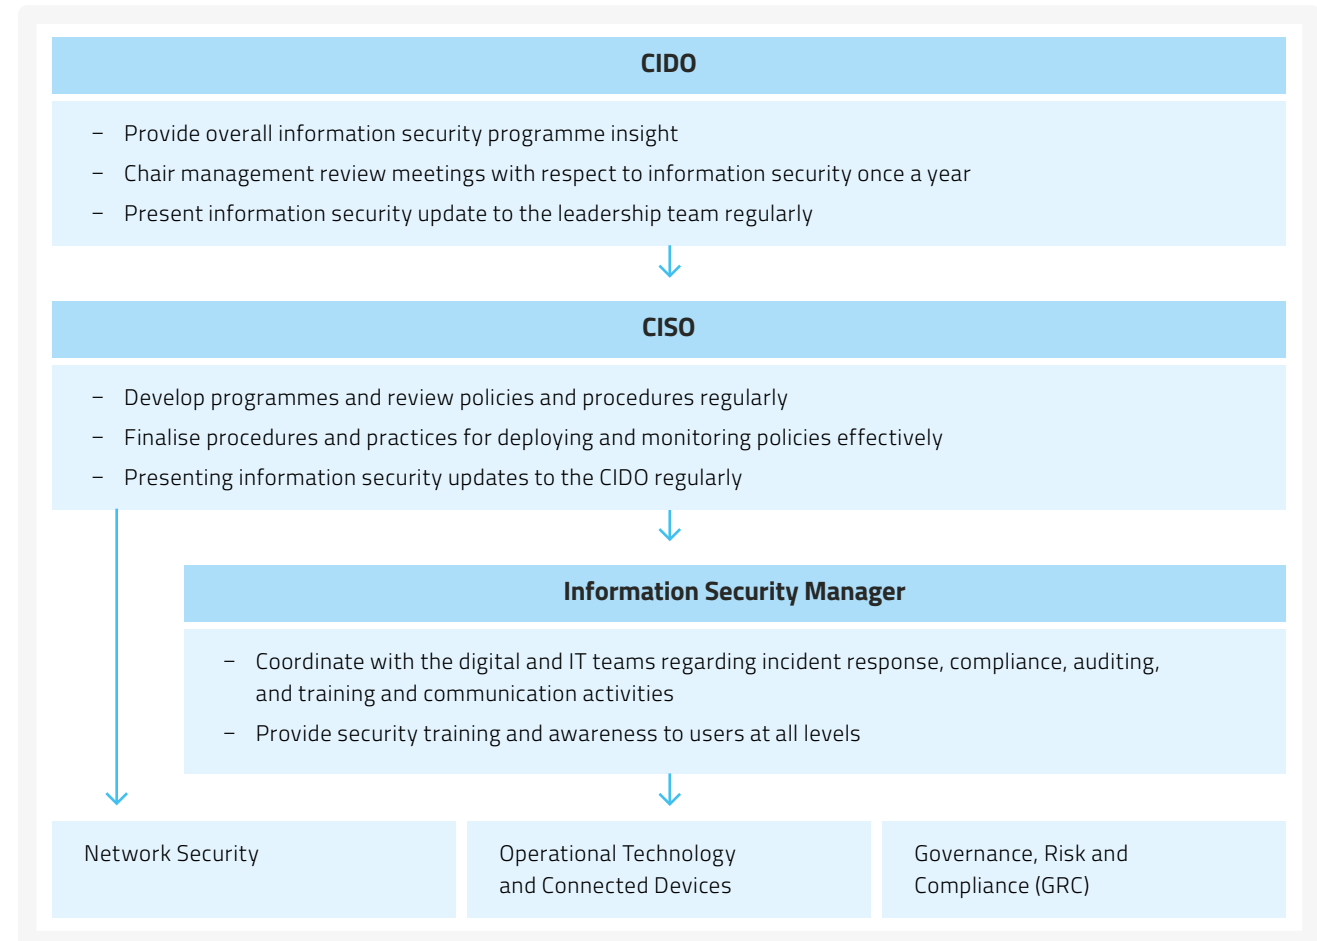 CIDO
– Provide overall information security programme insight
– Chair management review meetings with respect to information security once a year
– Present information security update to the leadership team regularly
CISO
– Develop programmes and review policies and procedures regularly
– Finalise procedures and practices for deploying and monitoring policies effectively
– Presenting information security updates to the CIDO regularly
Information Security Manager
– Coordinate with the digital and IT teams regarding incident response, compliance, auditing,
and training and communication activities
– Provide security training and awareness to users at all levels
Network Security
Operational Technology
and Connected Devices
Governance, Risk and
Compliance (GRC)